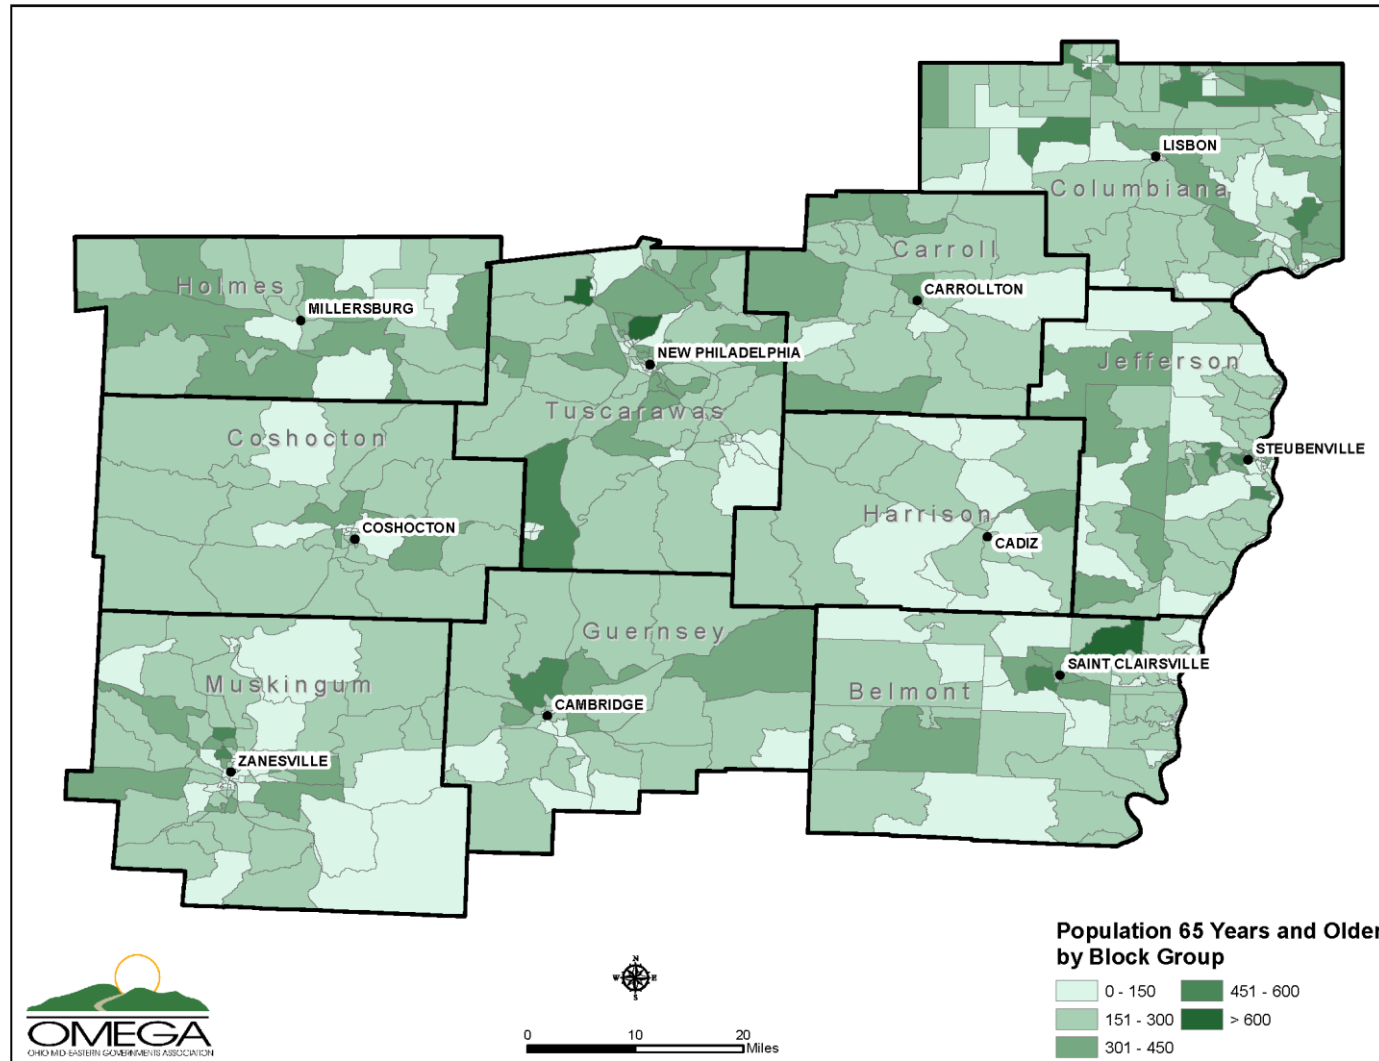 LISBON
Columbiana
Carroll
CARROLLTON
Holmes
MILLERSBURG
NEW PHILADELPHIA
Tuscarawas
Jefferson
STEUBENVILLE
Coshocton
COSHOCTON
Harrison
CADIZ
Guernsey
CAMBRIDGE
Muskingum
ZANESVILLE
SAINT CLAIRSVILLE
Belmont
Population 65 Years and Older
by Block Group
0 - 150
451 - 600
151 - 300
> 600
301 - 450
N
W E
S
0 10 20
Miles
OMEGA
OHIO MID-EASTERN GOVERNMENTS ASSOCIATION